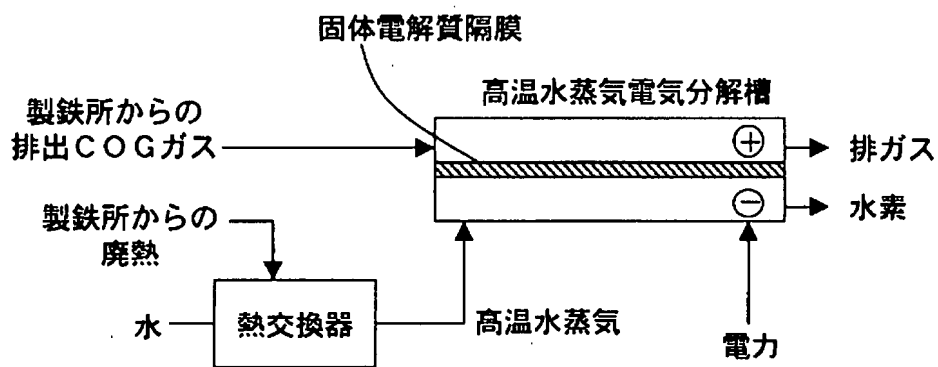 固体電解質隔膜
高温水蒸気電気分解槽
製鉄所からの
排出COGガス
⊕
排ガス
⊖
水素
製鉄所からの
廃熱
水
熱交換器
高温水蒸気
電力